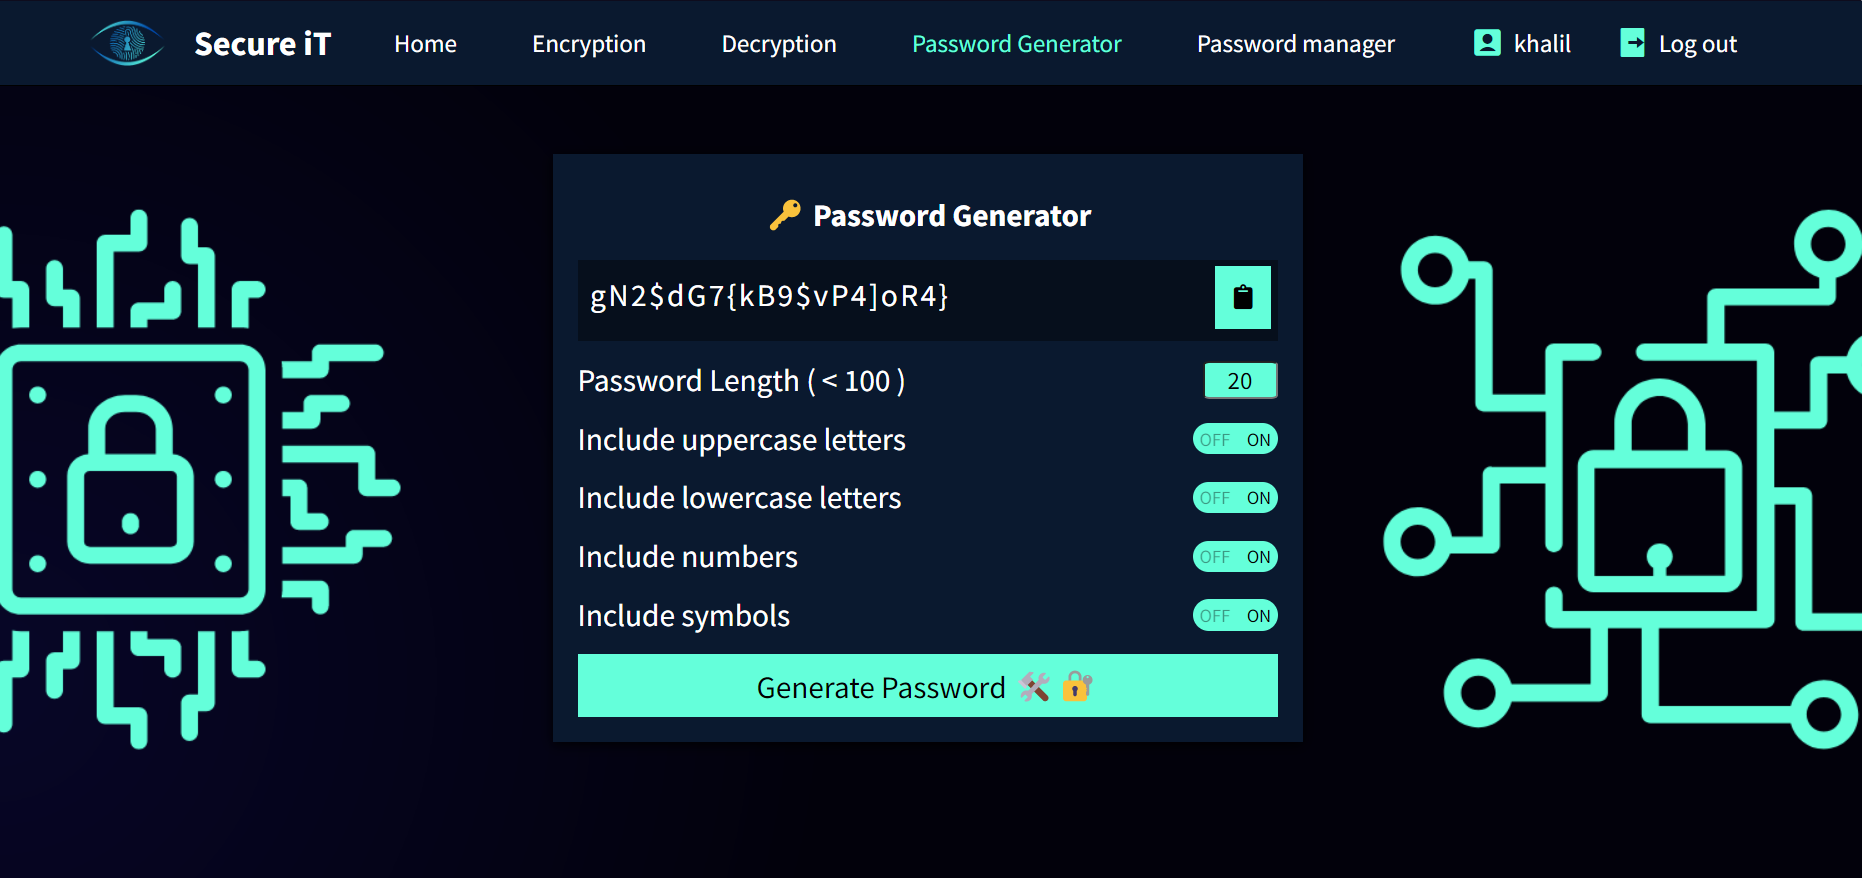 Secure iT Home Encryption Decryption Password Generator Password manager khalil Log out
Password Generator
gN2$dG7{kB9$vP4]oR4}
Password Length ( < 100 ) 20
Include uppercase letters OFF ON
Include lowercase letters OFF ON
Include numbers OFF ON
Include symbols OFF ON
Generate Password